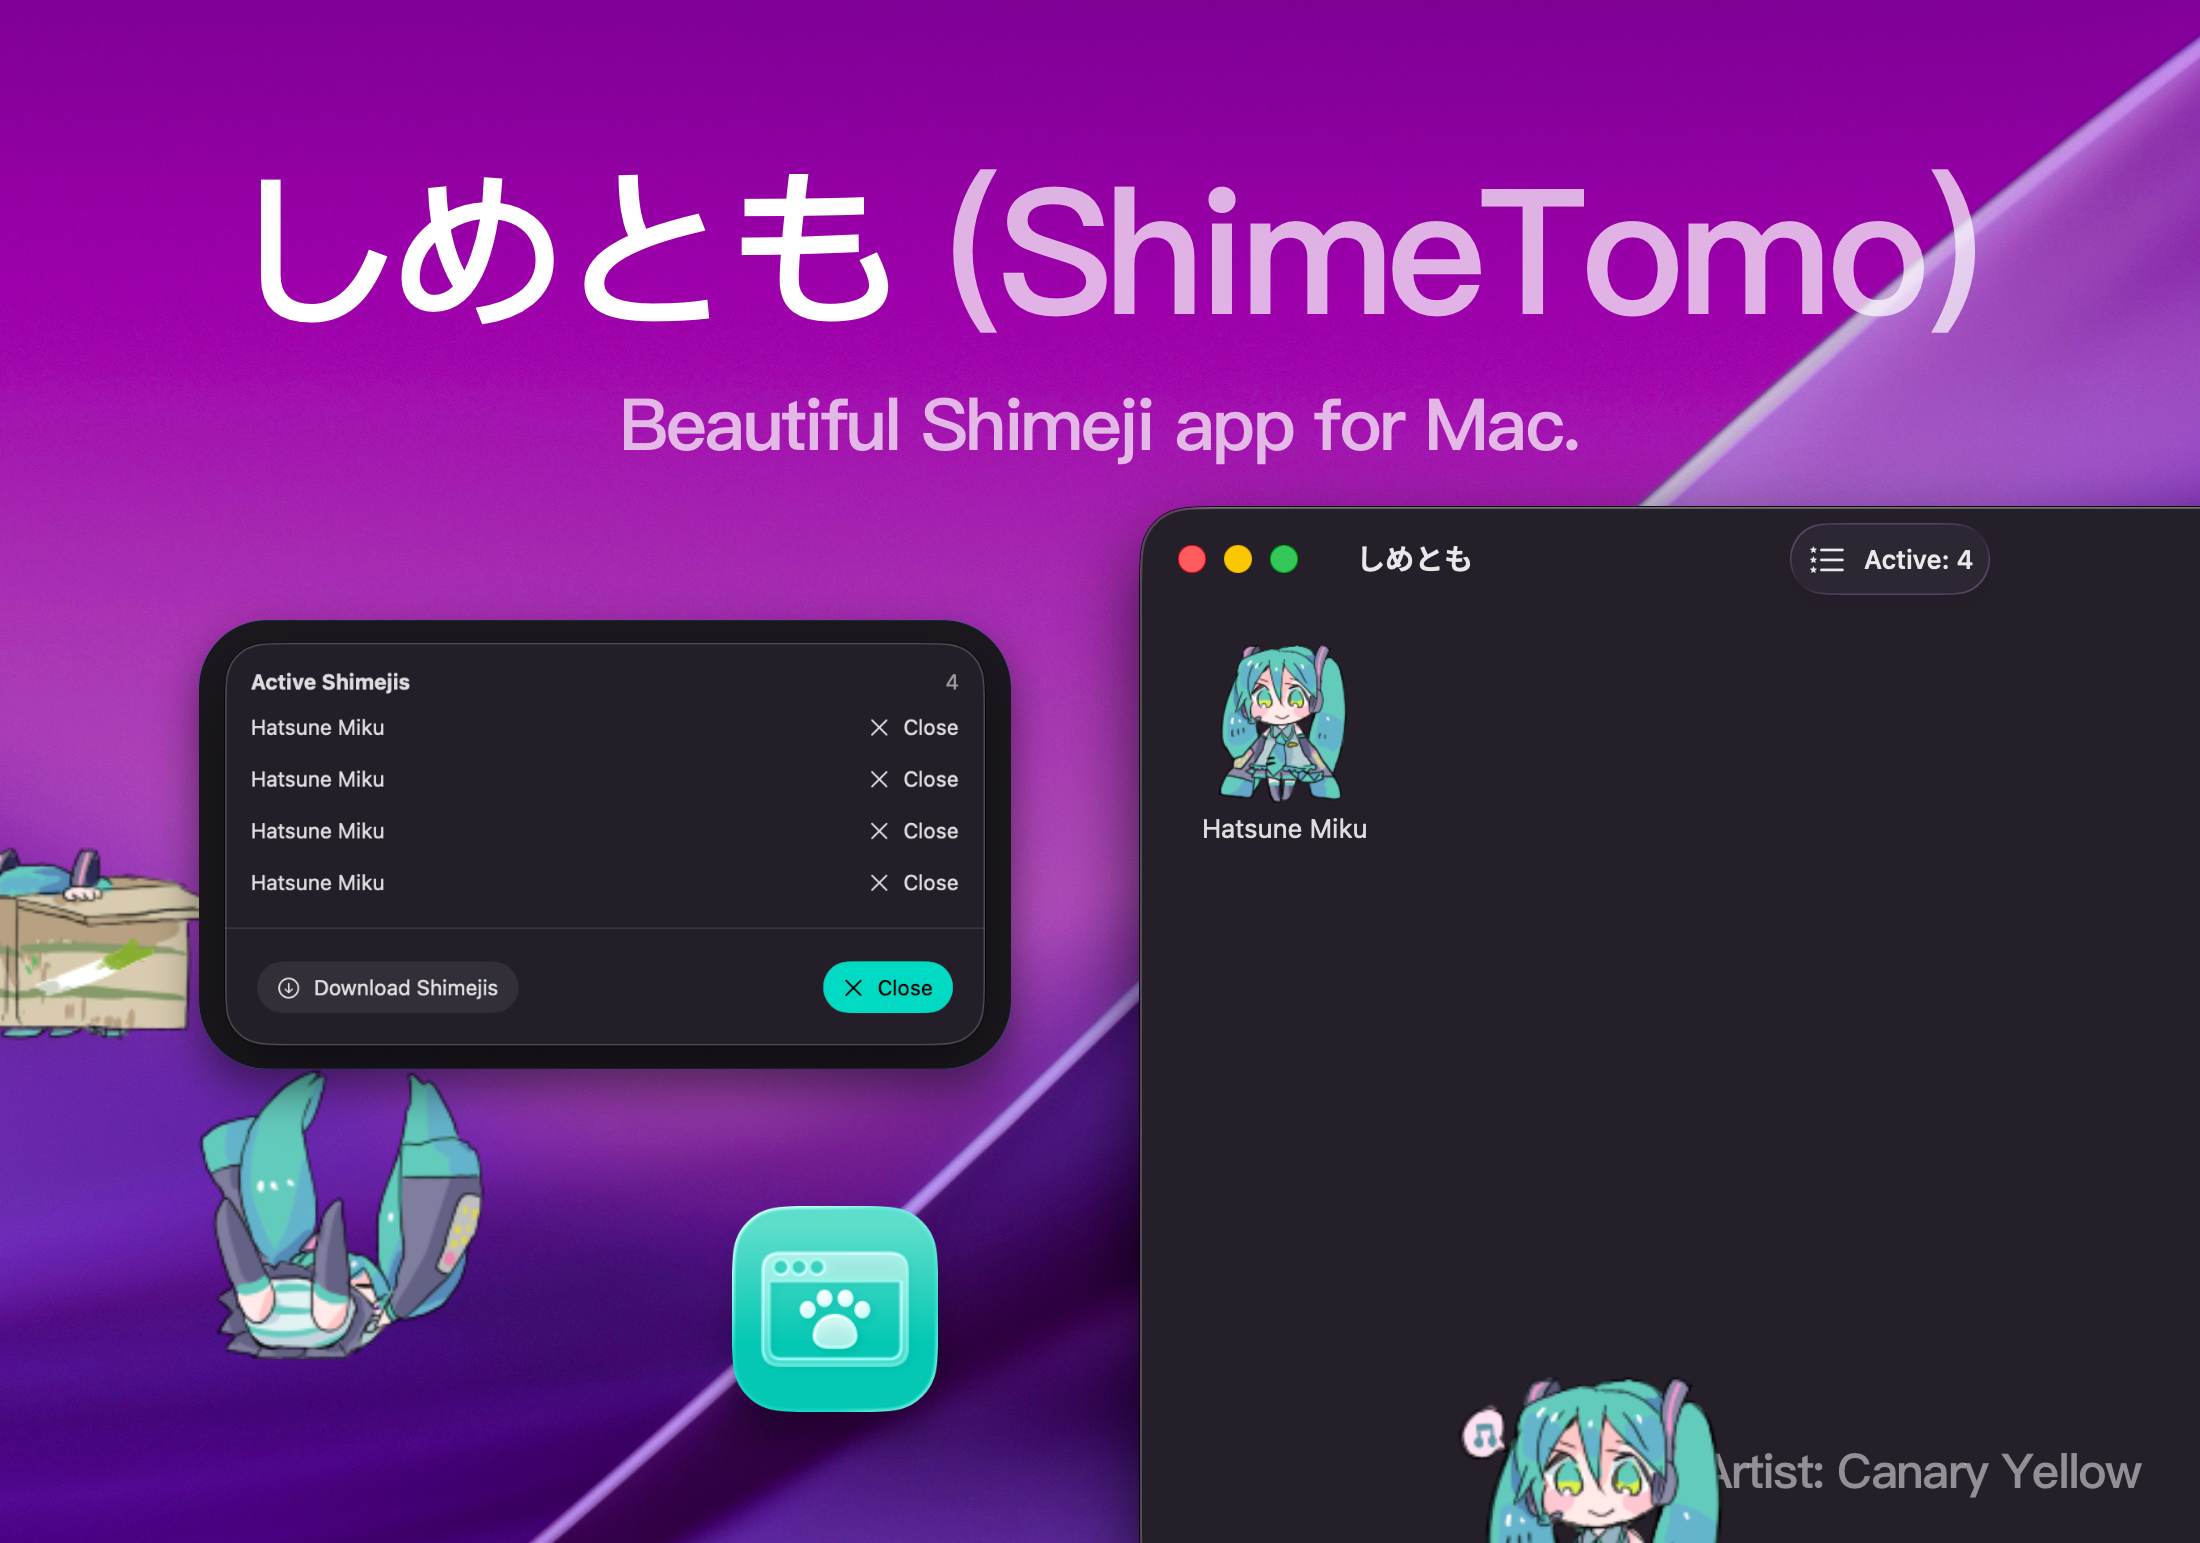 しめとも (ShimeTomo)
Beautiful Shimeji app for Mac.
しめとも
Active: 4
Hatsune Miku
Active Shimejis 4
Hatsune Miku Close
Hatsune Miku Close
Hatsune Miku Close
Hatsune Miku Close
Download Shimejis Close
Artist: Canary Yellow